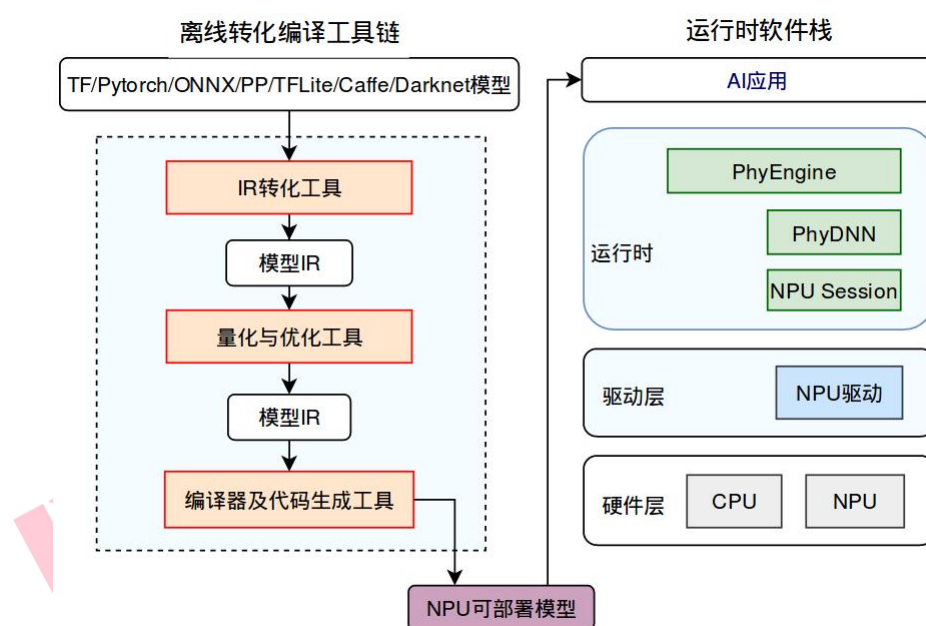 离线转化编译工具链
TF/Pytorch/ONNX/PP/TFLite/Caffe/Darknet模型
IR转化工具
模型IR
量化与优化工具
模型IR
编译器及代码生成工具
NPU可部署模型
运行时软件栈
AI应用
运行时
PhyEngine
PhyDNN
NPU Session
驱动层
NPU驱动
硬件层
CPU
NPU